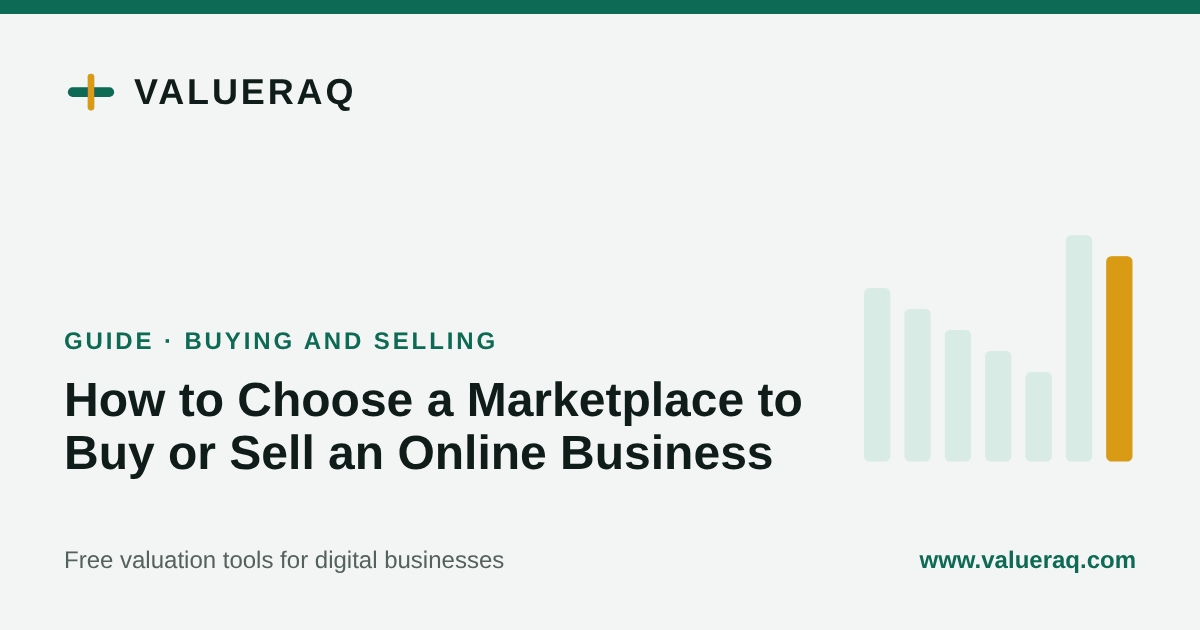 VALUERAQ
GUIDE · BUYING AND SELLING
How to Choose a Marketplace to
Buy or Sell an Online Business
Free valuation tools for digital businesses
www.valueraq.com